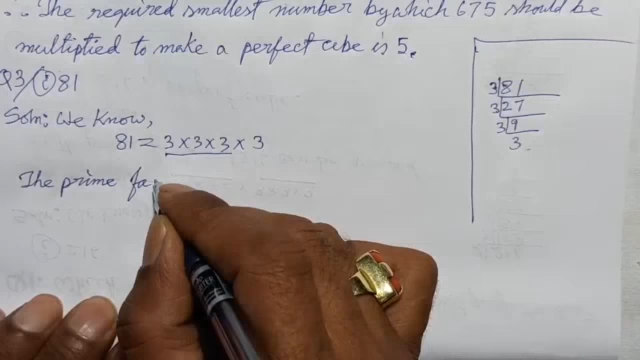 ∴ The required smallest number by which 675 should be
multiplied to make a perfect cube is 5.
Q3/ (i) 81
Soln: We know,
81 = 3 × 3 × 3 × 3
The prime fa
3|81
3|27
3|9
3.